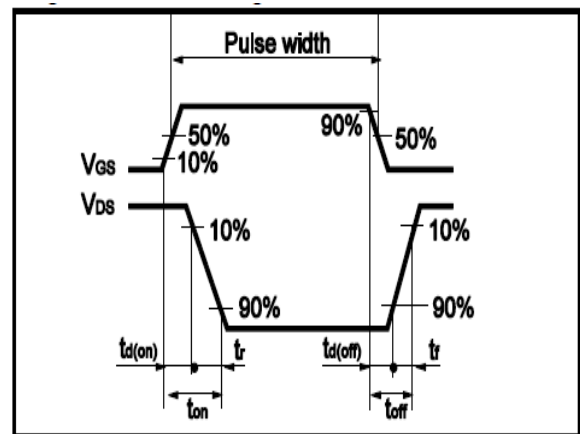 Pulse width
90%
50%
50%
10%
VGS
VDS
10%
10%
90%
90%
td(on)
tr
td(off)
tf
ton
toff